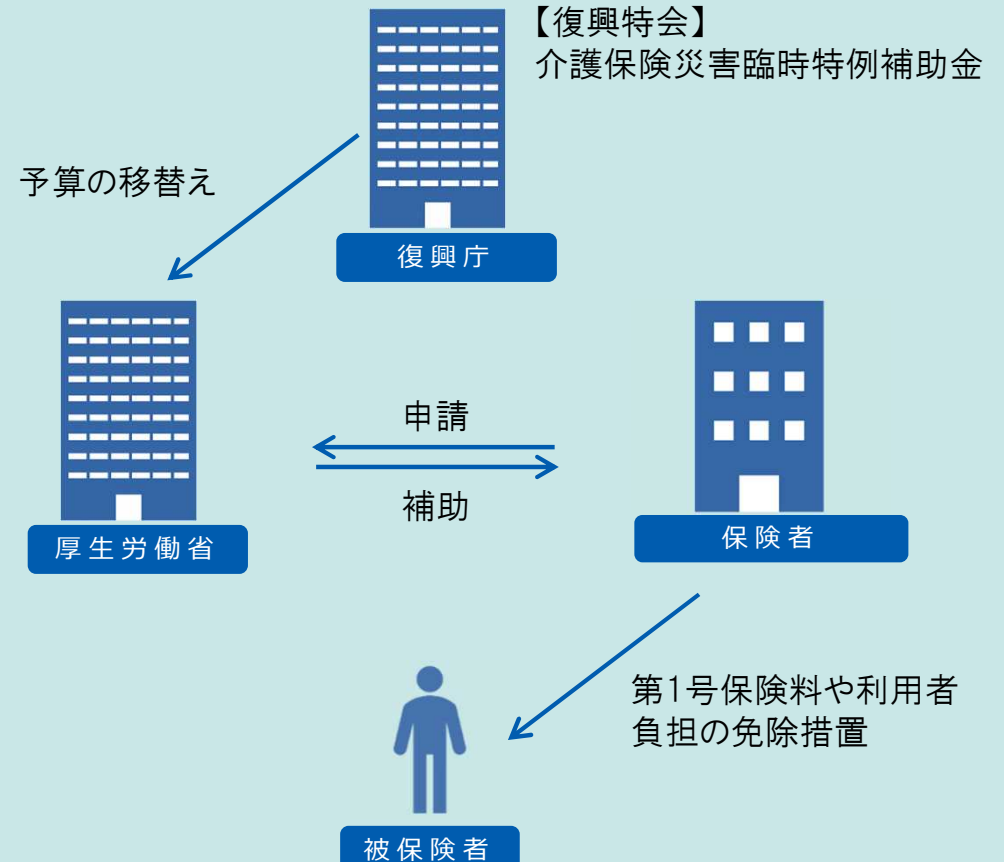 【復興特会】
介護保険災害臨時特例補助金
予算の移替え
復興庁
申請
補助
厚生労働省
保険者
第1号保険料や利用者
負担の免除措置
被保険者